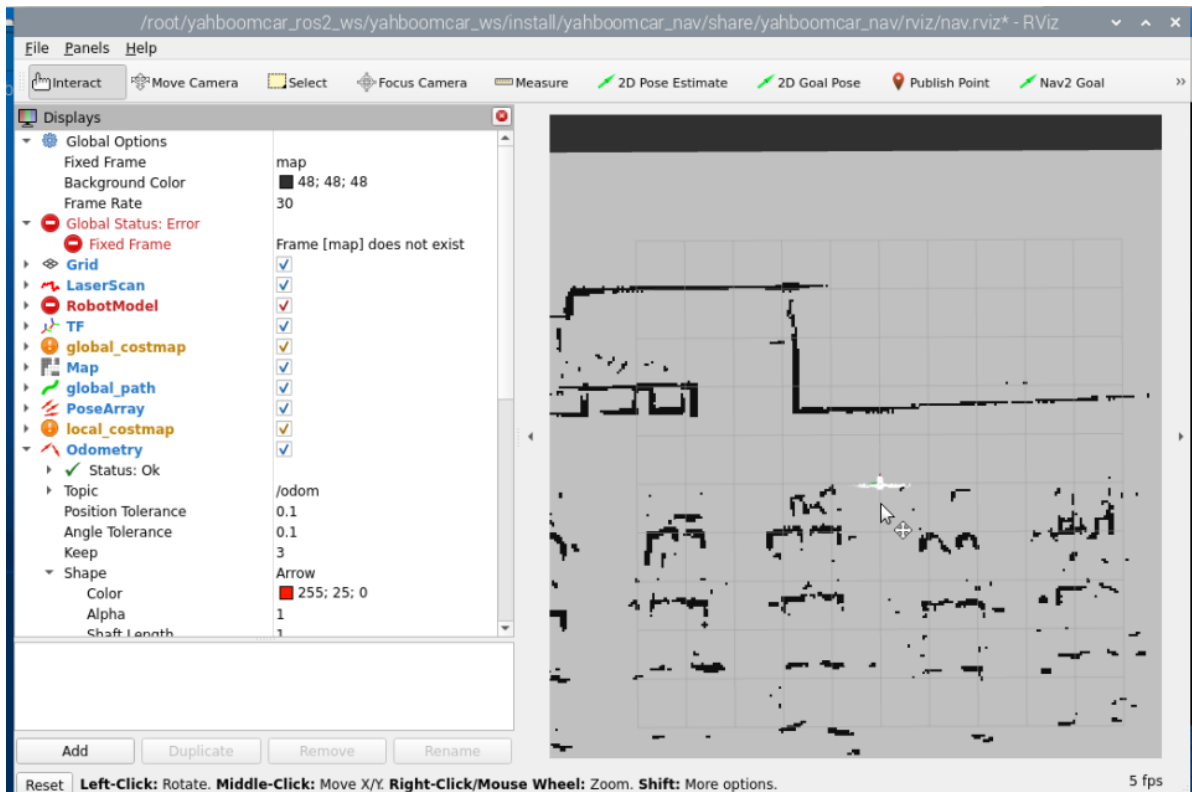 /root/yahboomcar_ros2_ws/yahboomcar_ws/install/yahboomcar_nav/share/yahboomcar_nav/rviz/nav.rviz* - RViz
File Panels Help
Interact Move Camera Select Focus Camera Measure 2D Pose Estimate 2D Goal Pose Publish Point Nav2 Goal »
Displays
Global Options
Fixed Frame map
Background Color 48; 48; 48
Frame Rate 30
Global Status: Error
Fixed Frame Frame [map] does not exist
Grid
LaserScan
RobotModel
TF
global_costmap
Map
global_path
PoseArray
local_costmap
Odometry
Status: Ok
Topic /odom
Position Tolerance 0.1
Angle Tolerance 0.1
Keep 3
Shape Arrow
Color 255; 25; 0
Alpha 1
Shaft Length 1
Add Duplicate Remove Rename
Reset Left-Click: Rotate. Middle-Click: Move X/Y. Right-Click/Mouse Wheel: Zoom. Shift: More options. 5 fps